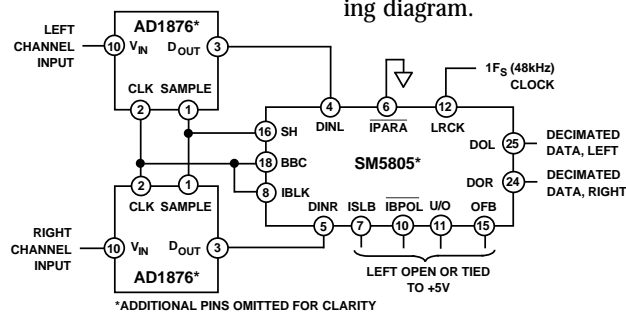 ing diagram.
LEFT
CHANNEL
INPUT
AD1876*
10 VIN DOUT 3
CLK SAMPLE
2 1
1FS (48kHz)
CLOCK
4 6 12
DINL IPARA LRCK
16 SH
18 BBC
8 IBLK
SM5805*
DOL 25
DECIMATED
DATA, LEFT
DOR 24
DECIMATED
DATA, RIGHT
DINR ISLB IBPOL U/O OFB
5 7 10 11 15
LEFT OPEN OR TIED
TO +5V
2 1
CLK SAMPLE
RIGHT
CHANNEL
INPUT
10 VIN DOUT 3
AD1876*
*ADDITIONAL PINS OMITTED FOR CLARITY